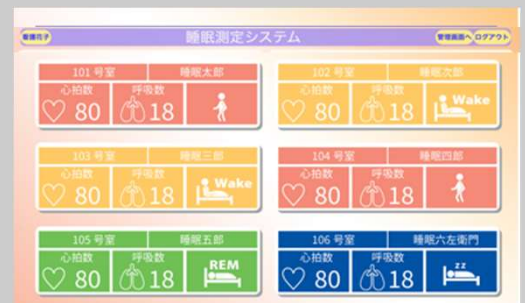 看護花子
睡眠測定システム
管理画面へ ログアウト
101 号室 睡眠太郎
心拍数 呼吸数
80 18
102 号室 睡眠次郎
心拍数 呼吸数
80 18 Wake
103 号室 睡眠三郎
心拍数 呼吸数
80 18 Wake
104 号室 睡眠四郎
心拍数 呼吸数
80 18
105 号室 睡眠五郎
心拍数 呼吸数
80 18 REM
106 号室 睡眠六左衛門
心拍数 呼吸数
80 18 zz